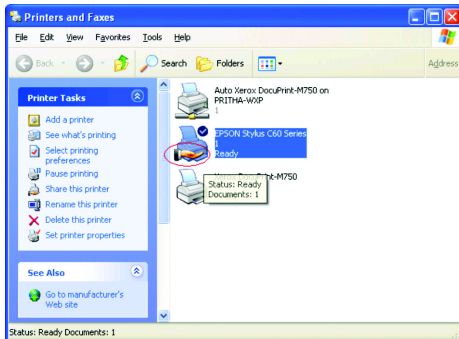 Printers and Faxes
File Edit View Favorites Tools Help
Back Search Folders Address
Printer Tasks
Add a printer
See what's printing
Select printing
preferences
Pause printing
Share this printer
Rename this printer
Delete this printer
Set printer properties
See Also
Go to manufacturer's
Web site
Auto Xerox DocuPrint-M750 on
PRITHA-WXP
1
EPSON Stylus C60 Series
1
Ready
Xerox DocuPrint-M750
Status: Ready
Documents: 1
Status: Ready Documents: 1